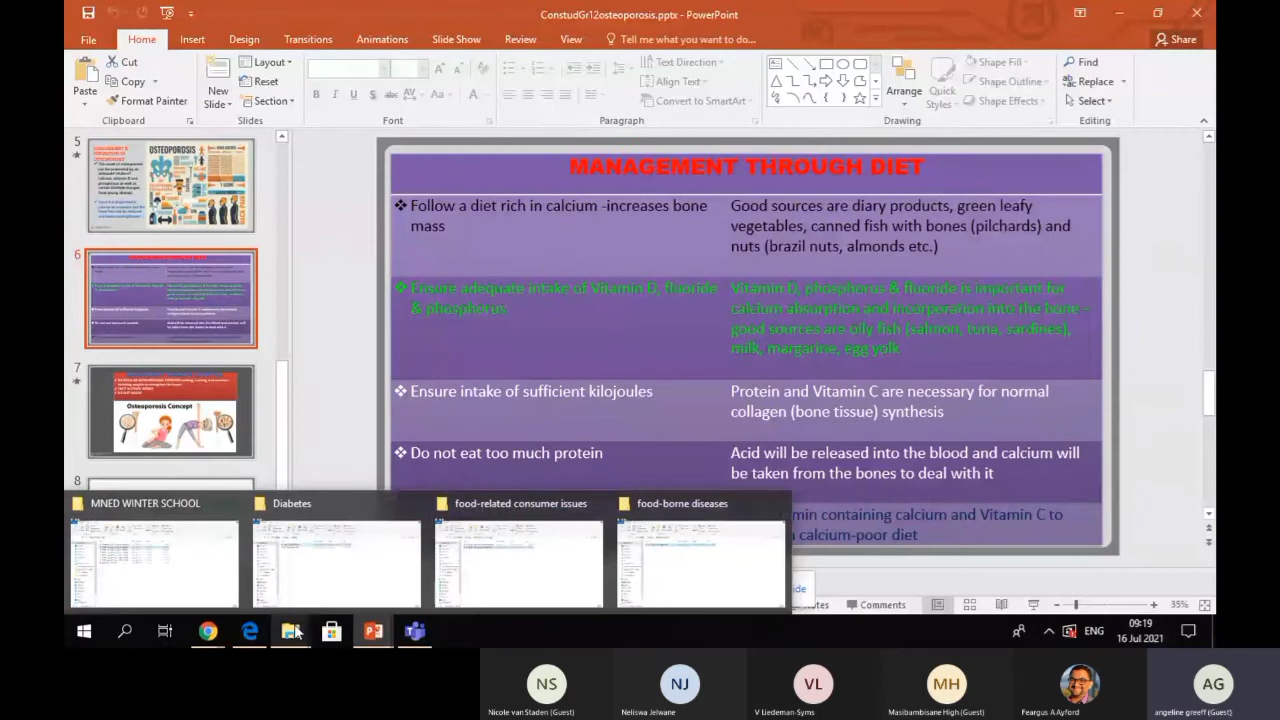 ConstudGr12osteoporosis.pptx - PowerPoint
File Home Insert Design Transitions Animations Slide Show Review View Tell me what you want to do... Share
Cut
Copy
Format Painter
Paste
Clipboard
New Slide
Layout
Reset
Section
Slides
B I U S abc AV Aa A
Font
Text Direction
Align Text
Convert to SmartArt
Paragraph
Arrange
Quick Styles
Shape Fill
Shape Outline
Shape Effects
Drawing
Find
Replace
Select
Editing
5
OSTEOPOROSIS
6
7
Osteoporosis Concept
8
MANAGEMENT THROUGH DIET
Follow a diet rich in calcium -increases bone
mass
Good sources: diary products, green leafy
vegetables, canned fish with bones (pilchards) and
nuts (brazil nuts, almonds etc.)
Ensure adequate intake of Vitamin D, fluoride
& phosphorus
Vitamin D, phosphorus & fluoride is important for
calcium absorption and incorporation into the bone –
good sources are oily fish (salmon, tuna, sardines),
milk, margarine, egg yolk
Ensure intake of sufficient kilojoules
Protein and Vitamin C are necessary for normal
collagen (bone tissue) synthesis
Do not eat too much protein
Acid will be released into the blood and calcium will
be taken from the bones to deal with it
containing calcium and Vitamin C to
calcium-poor diet
MNED WINTER SCHOOL
Diabetes
food-related consumer issues
food-borne diseases
Comments
35%
ENG
09:19
16 Jul 2021
NS
Nicole van Staden (Guest)
NJ
Neliswa Jelwane
VL
V Liedeman-Syms
MH
Masibambisane High (Guest)
Feargus A Ayford
AG
angeline greeff (Guest)